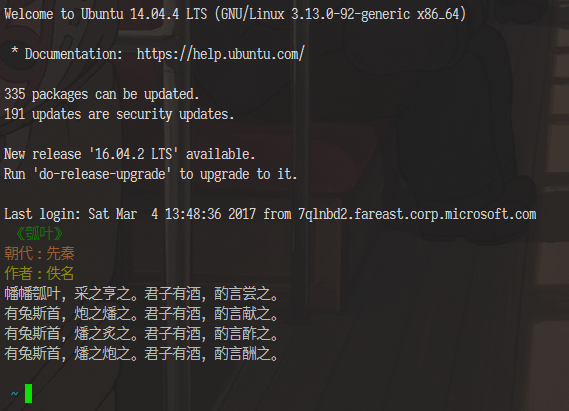 Welcome to Ubuntu 14.04.4 LTS (GNU/Linux 3.13.0-92-generic x86_64)
* Documentation:  https://help.ubuntu.com/
335 packages can be updated.
191 updates are security updates.
New release '16.04.2 LTS' available.
Run 'do-release-upgrade' to upgrade to it.
Last login: Sat Mar  4 13:48:36 2017 from 7qlnbd2.fareast.corp.microsoft.com
《瓠叶》
朝代：先秦
作者：佚名
幡幡瓠叶，采之亨之。君子有酒，酌言尝之。
有兔斯首，炮之燔之。君子有酒，酌言献之。
有兔斯首，燔之炙之。君子有酒，酌言酢之。
有兔斯首，燔之炮之。君子有酒，酌言酬之。
~